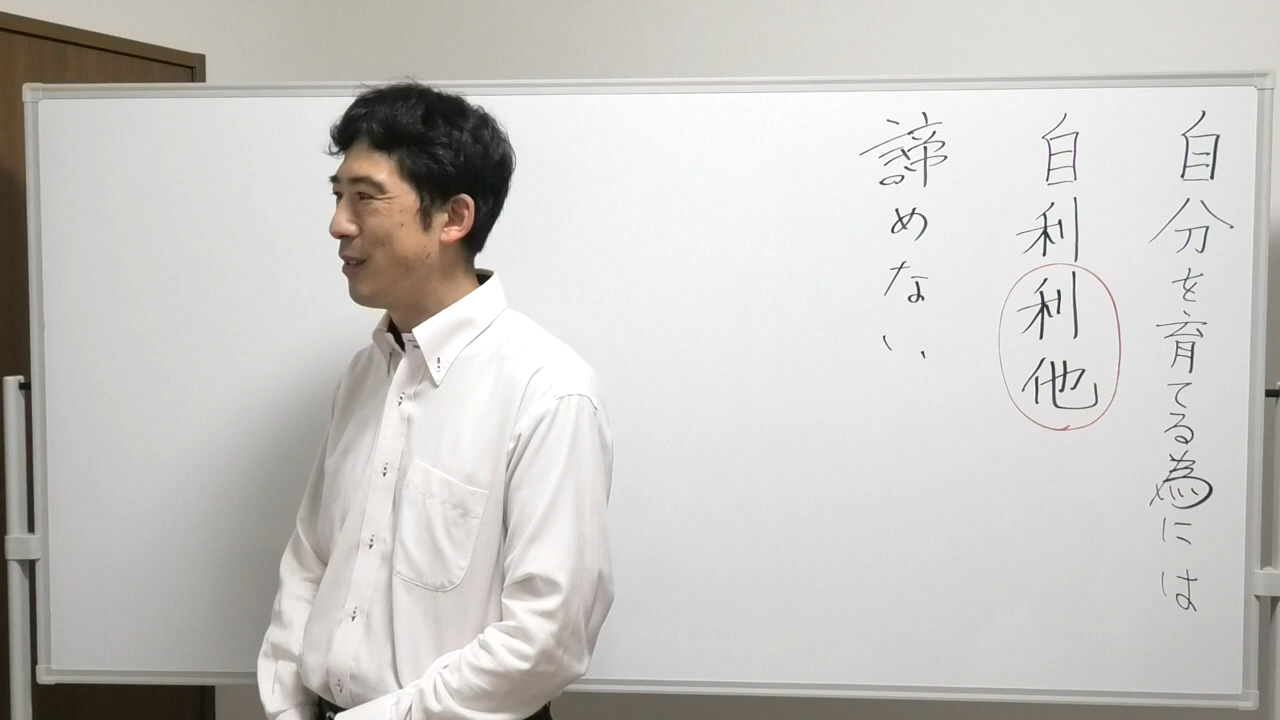 自分を育てる為には
自利利他
諦めない